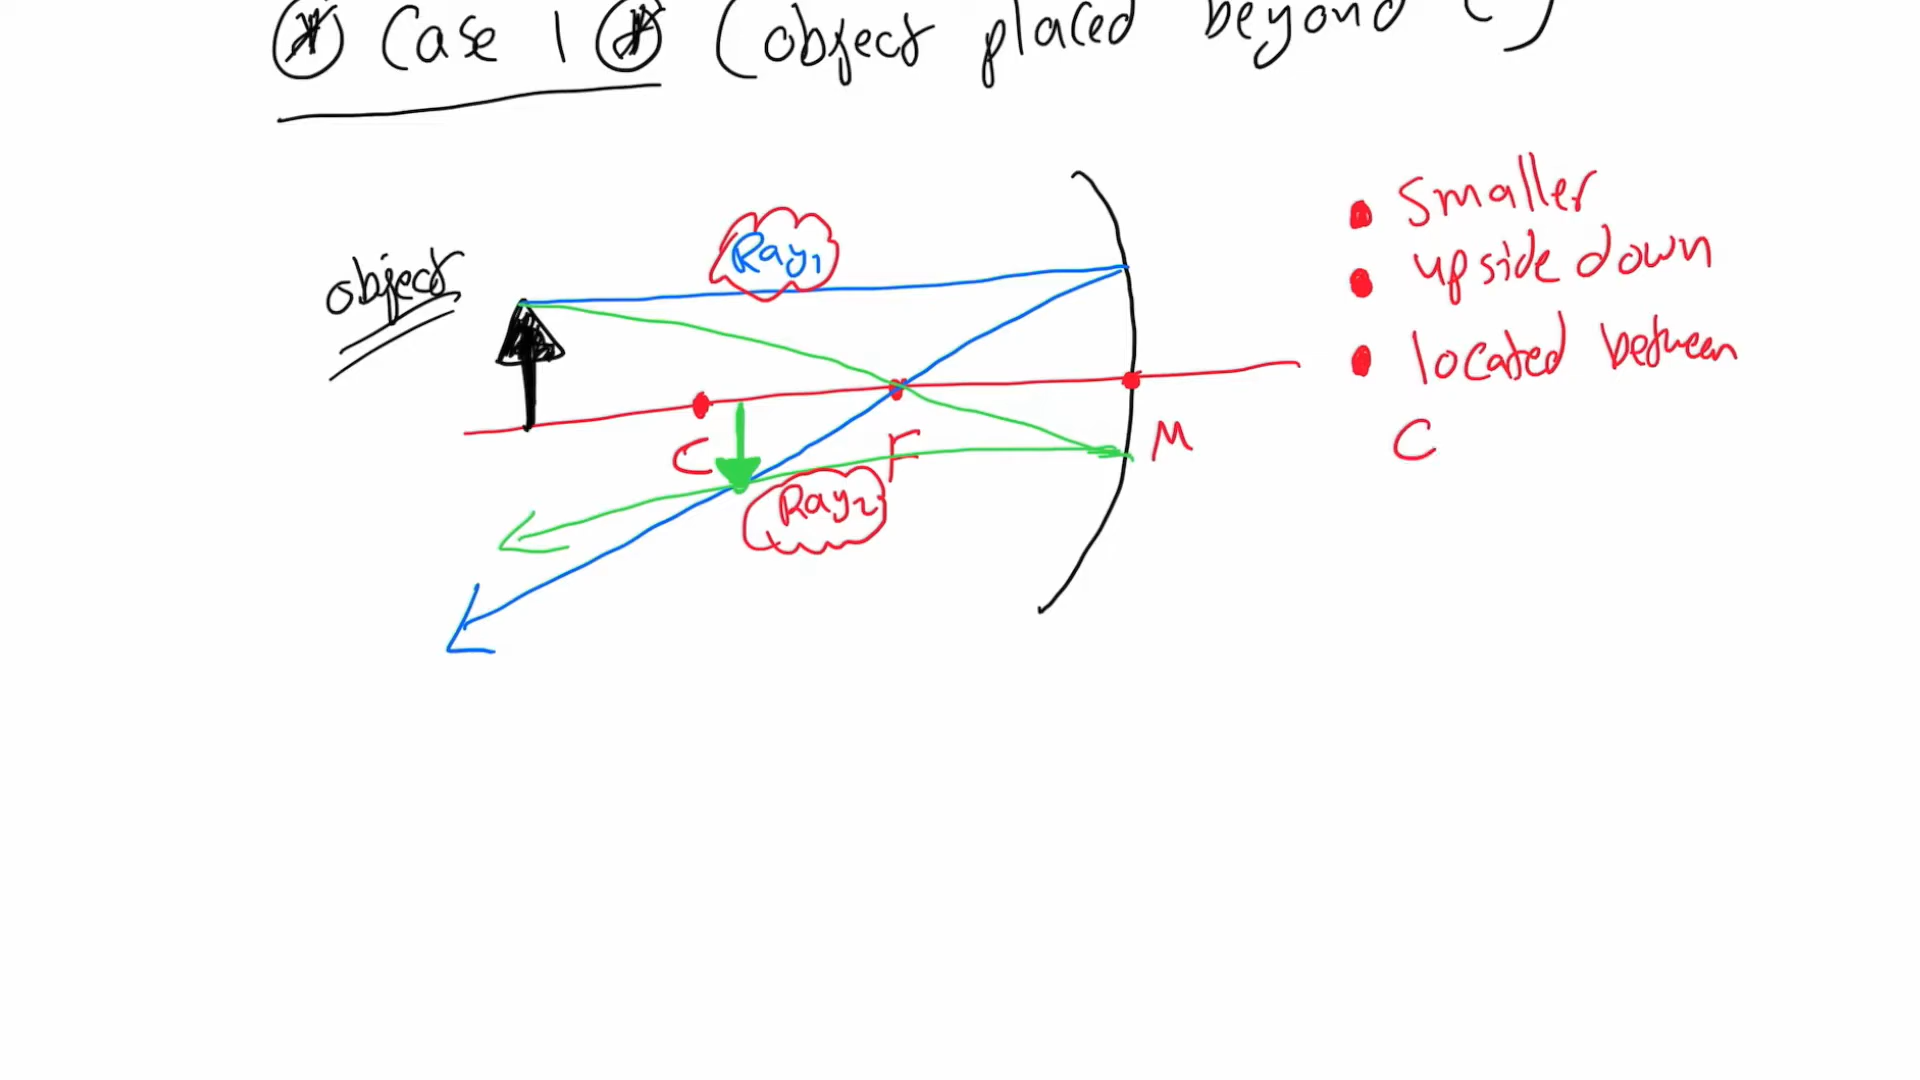 * Case 1 * (object placed beyond C)
Smaller
Ray1
upside down
object
located between
C
F
M
C
Ray2